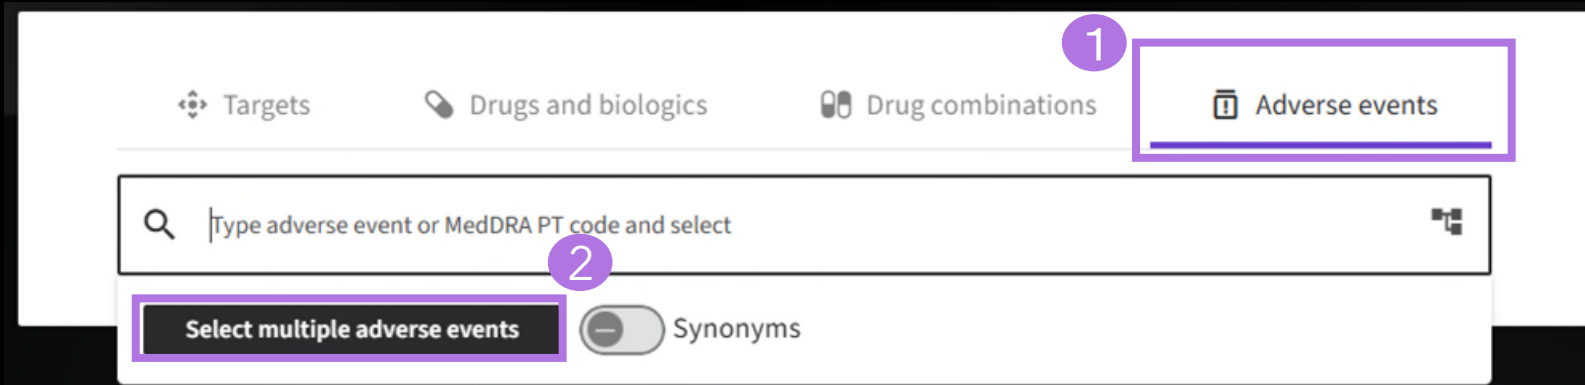 1
Targets Drugs and biologics Drug combinations Adverse events
Type adverse event or MedDRA PT code and select
2
Select multiple adverse events Synonyms